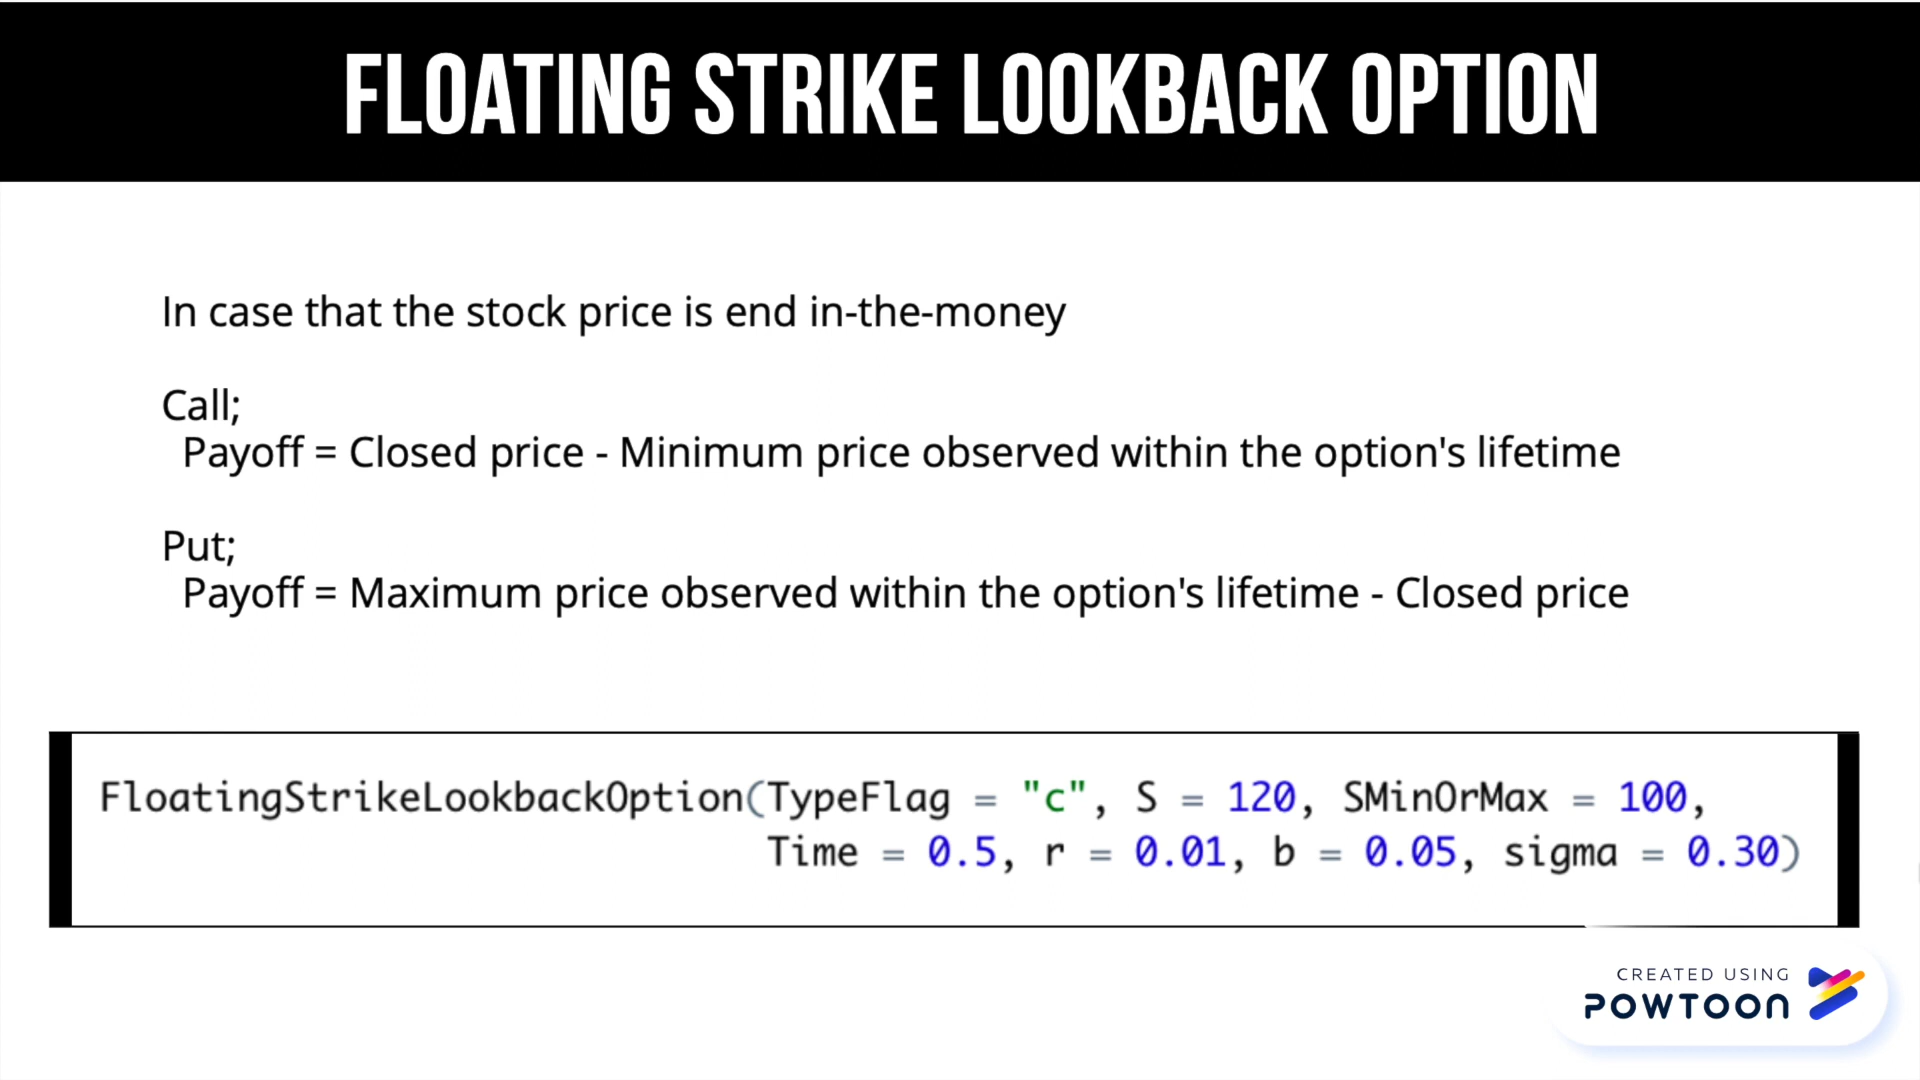 FLOATING STRIKE LOOKBACK OPTION
In case that the stock price is end in-the-money
Call;
Payoff = Closed price - Minimum price observed within the option's lifetime
Put;
Payoff = Maximum price observed within the option's lifetime - Closed price
FloatingStrikeLookbackOption(TypeFlag = "c", S = 120, SMinOrMax = 100,
Time = 0.5, r = 0.01, b = 0.05, sigma = 0.30)
CREATED USING
POWTOON